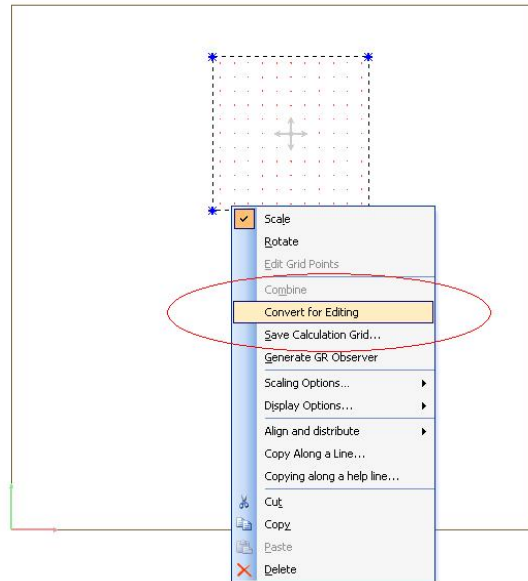 Scale
Rotate
Edit Grid Points
Combine
Convert for Editing
Save Calculation Grid...
Generate GR Observer
Scaling Options...
Display Options...
Align and distribute
Copy Along a Line...
Copying along a help line...
Cut
Copy
Paste
Delete